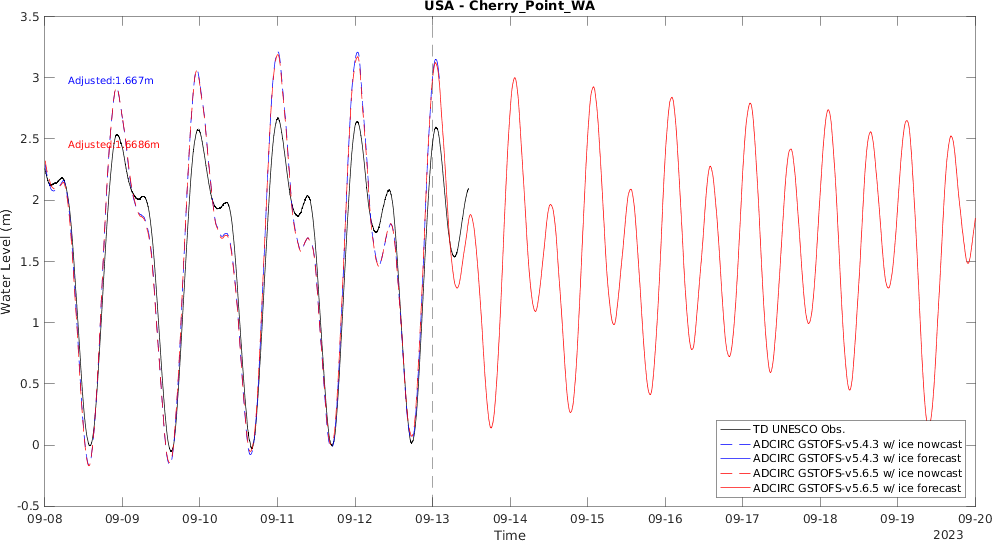 USA - Cherry_Point_WA
3.5
3
2.5
2
1.5
1
0.5
0
-0.5
Water Level (m)
Adjusted:1.667m
Adjusted:1.6686m
TD UNESCO Obs.
ADCIRC GSTOFS-v5.4.3 w/ ice nowcast
ADCIRC GSTOFS-v5.4.3 w/ ice forecast
ADCIRC GSTOFS-v5.6.5 w/ ice nowcast
ADCIRC GSTOFS-v5.6.5 w/ ice forecast
09-08 09-09 09-10 09-11 09-12 09-13 09-14 09-15 09-16 09-17 09-18 09-19 09-20
Time
2023